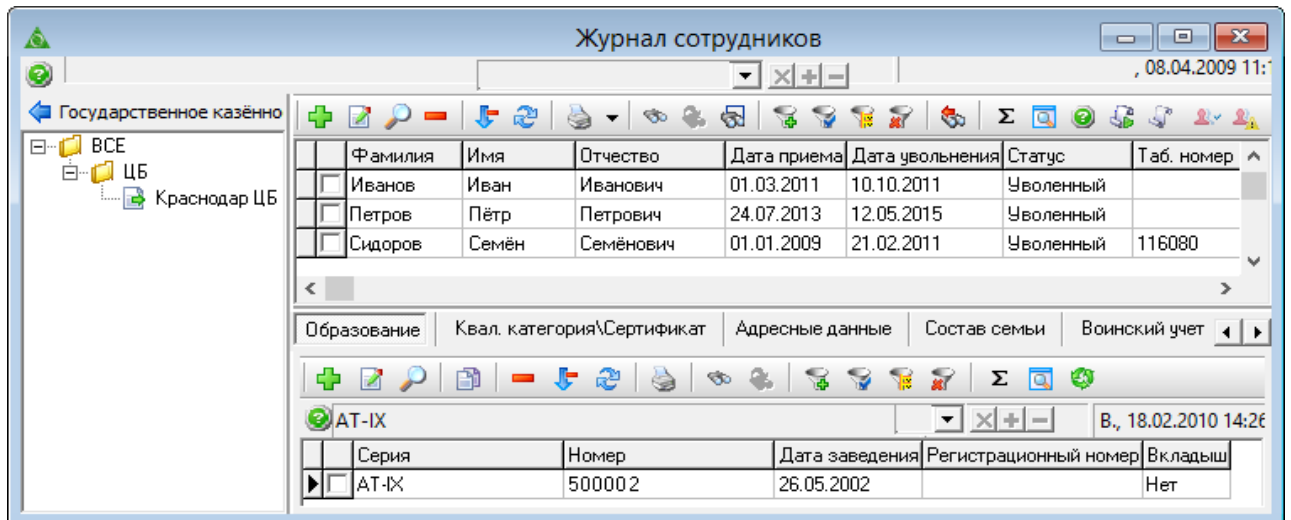 Журнал сотрудников
, 08.04.2009 11:1
Государственное казённо
ВСЕ
ЦБ
Краснодар ЦБ
Фамилия Имя Отчество Дата приема Дата увольнения Статус Таб. номер
Иванов Иван Иванович 01.03.2011 10.10.2011 Уволенный
Петров Пётр Петрович 24.07.2013 12.05.2015 Уволенный
Сидоров Семён Семёнович 01.01.2009 21.02.2011 Уволенный 116080
Образование Квал. категория\Сертификат Адресные данные Состав семьи Воинский учет
AT-IX В., 18.02.2010 14:26
Серия Номер Дата заведения Регистрационный номер Вкладыш
AT-IX 500002 26.05.2002 Нет